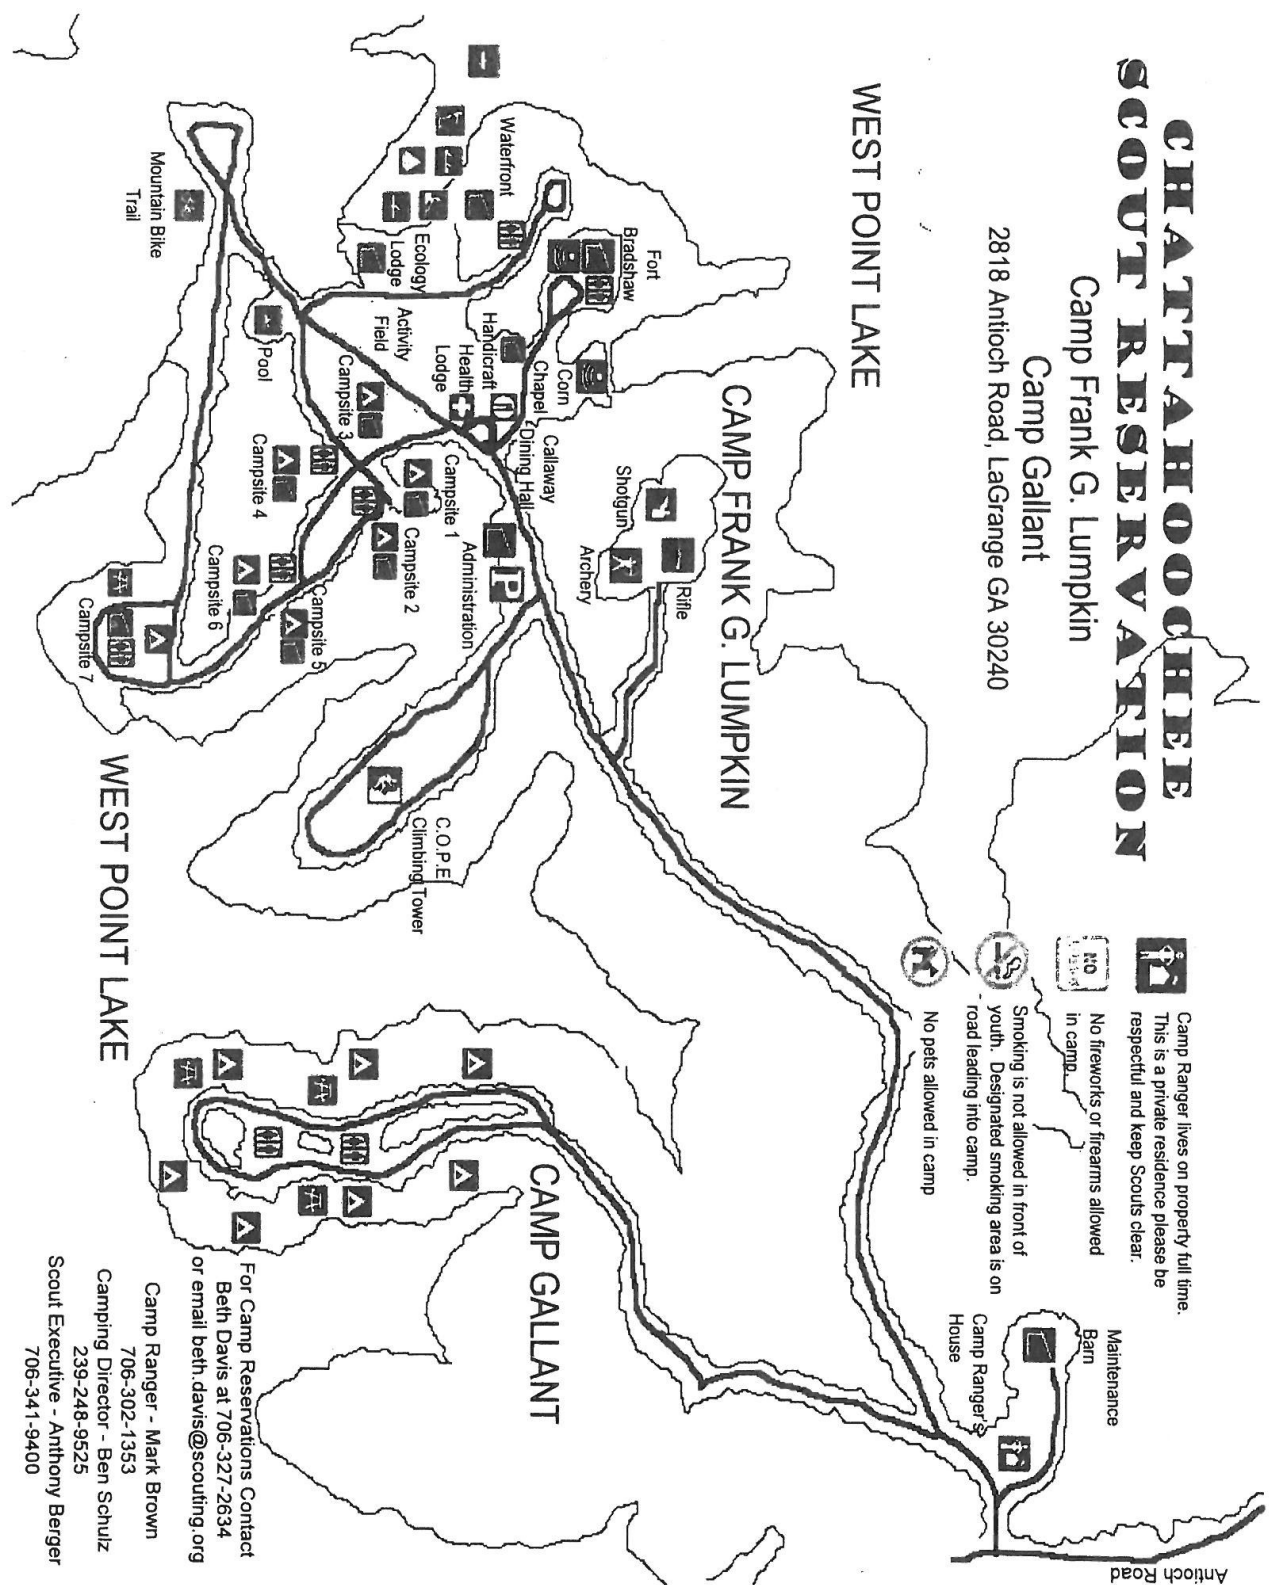 CHATTAHOOCHEE
SCOUT RESERVATION
Camp Frank G. Lumpkin
Camp Gallant
2818 Antioch Road, LaGrange GA 30240
Camp Ranger lives on property full time.
This is a private residence please be
respectful and keep Scouts clear.
NO
No fireworks or firearms allowed
in camp.
Smoking is not allowed in front of
youth. Designated smoking area is on
road leading into camp.
No pets allowed in camp
Maintenance
Barn
Camp Ranger's
House
Antioch Road
WEST POINT LAKE
CAMP FRANK G. LUMPKIN
Rifle
Shotgun
Archery
Fort
Bradshaw
Waterfront
Corn
Chapel
Callaway
Dining Hall
Handicraft
Health
Lodge
Ecology
Lodge
Activity
Field
P
Administration
Campsite 1
Campsite 2
Campsite 3
Campsite 4
Campsite 5
Campsite 6
Campsite 7
Pool
Mountain Bike
Trail
C.O.P.E.
Climbing Tower
WEST POINT LAKE
CAMP GALLANT
For Camp Reservations Contact
Beth Davis at 706-327-2634
or email beth.davis@scouting.org
Camp Ranger - Mark Brown
706-302-1353
Camping Director - Ben Schulz
239-248-9525
Scout Executive - Anthony Berger
706-341-9400